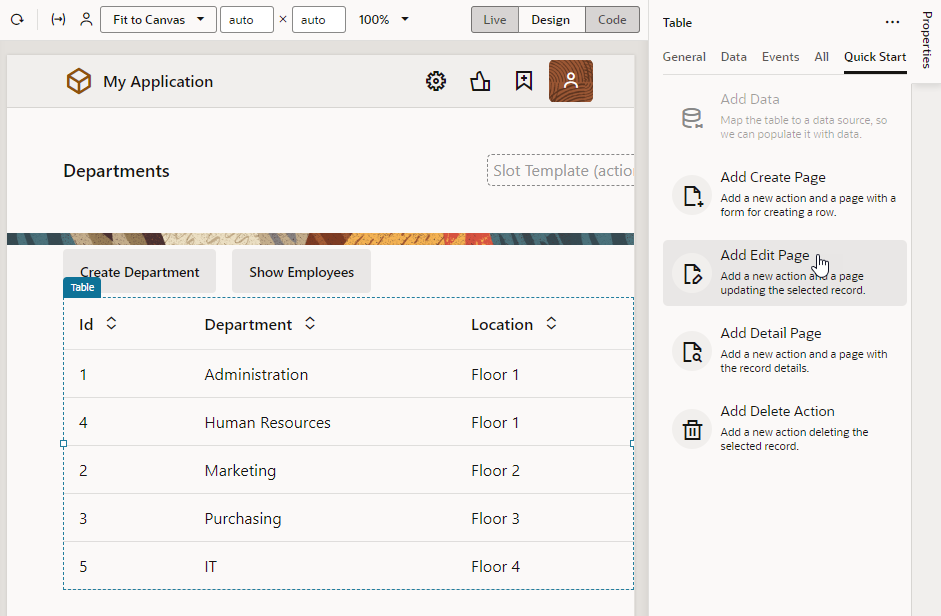 Fit to Canvas
auto
×
auto
100%
Live
Design
Code
My Application
Departments
Slot Template (actio
Create Department
Show Employees
Table
Id
Department
Location
1
Administration
Floor 1
4
Human Resources
Floor 1
2
Marketing
Floor 2
3
Purchasing
Floor 3
5
IT
Floor 4
Table
General
Data
Events
All
Quick Start
Add Data
Map the table to a data source, so
we can populate it with data.
Add Create Page
Add a new action and a page with a
form for creating a row.
Add Edit Page
Add a new action and a page
updating the selected record.
Add Detail Page
Add a new action and a page with
the record details.
Add Delete Action
Add a new action deleting the
selected record.
Properties